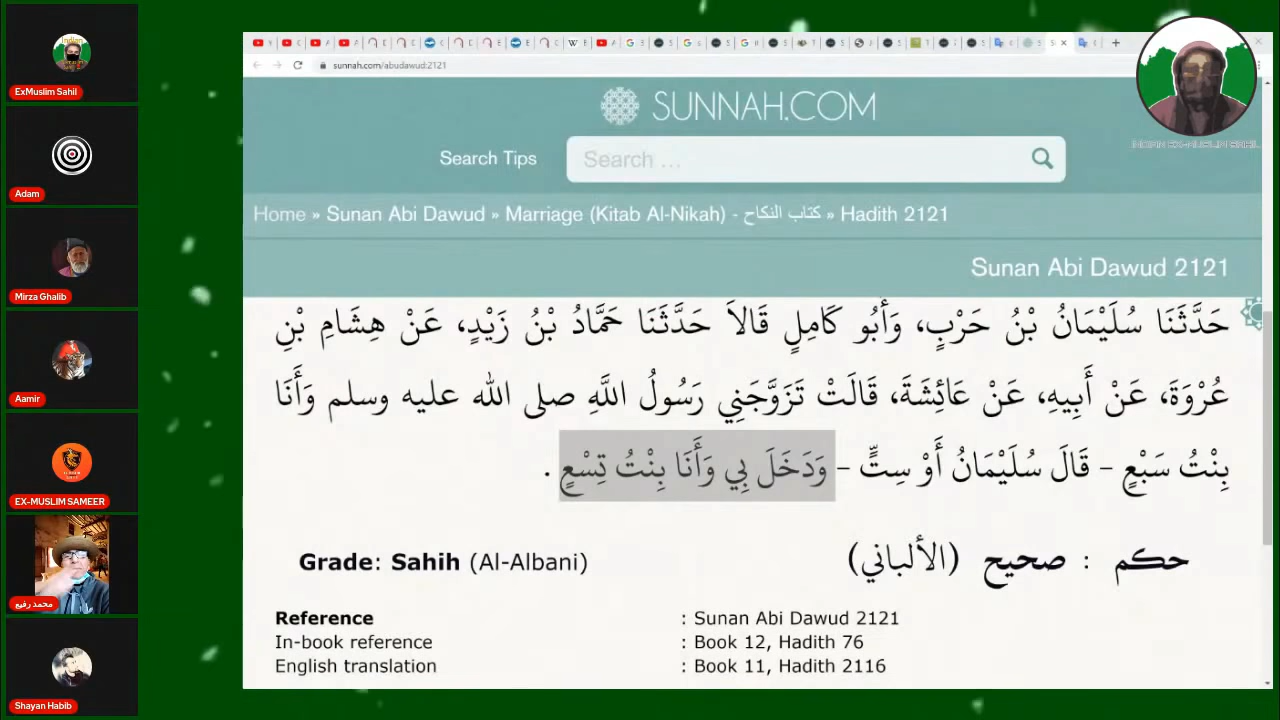 ExMuslim Sahil
Adam
Mirza Ghalib
Aamir
EX-MUSLIM SAMEER
محمد رفیع
Shayan Habib
sunnah.com/abudawud:2121
SUNNAH.COM
Search Tips
Search ...
Home » Sunan Abi Dawud » Marriage (Kitab Al-Nikah) - كتاب النكاح » Hadith 2121
Sunan Abi Dawud 2121
حَدَّثَنَا سُلَيْمَانُ بْنُ حَرْبٍ، وَأَبُو كَامِلٍ قَالاَ حَدَّثَنَا حَمَّادُ بْنُ زَيْدٍ، عَنْ هِشَامِ بْنِ
عُرْوَةَ، عَنْ أَبِيهِ، عَنْ عَائِشَةَ، قَالَتْ تَزَوَّجَنِي رَسُولُ اللَّهِ صلى الله عليه وسلم وَأَنَا
بِنْتُ سَبْعٍ - قَالَ سُلَيْمَانُ أَوْ سِتٍّ - وَدَخَلَ بِي وَأَنَا بِنْتُ تِسْعٍ .
Grade: Sahih (Al-Albani)
حكم : صحيح (الألباني)
Reference : Sunan Abi Dawud 2121
In-book reference : Book 12, Hadith 76
English translation : Book 11, Hadith 2116